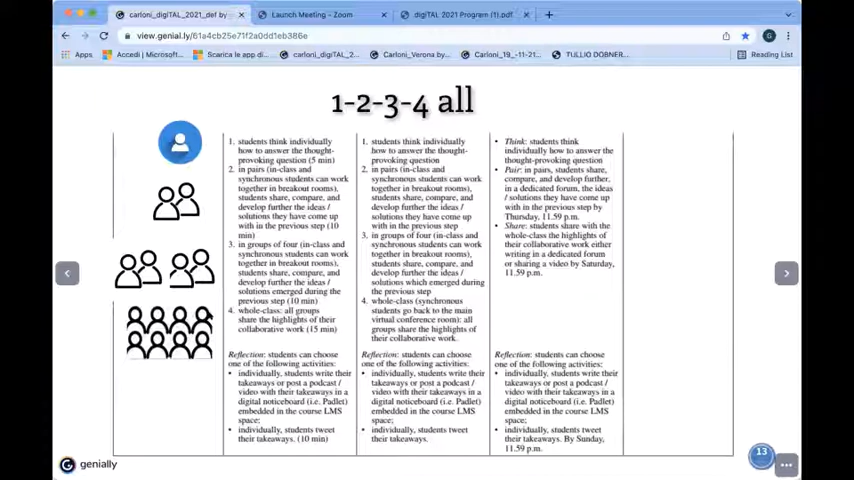 carloni_digiTAL_2021_def by
Launch Meeting - Zoom
digiTAL 2021 Program (1).pdf
view.genial.ly/61a4cb25e71f2a0dd1eb386e
Apps
Accedi | Microsoft...
Scarica le app di...
carloni_digiTAL_2...
Carloni_Verona by...
Carloni_19_-11-21...
TULLIO DOBNER...
Reading List
1-2-3-4 all
1. students think individually
how to answer the thought-
provoking question (5 min)
2. in pairs (in-class and
synchronous students can work
together in breakout rooms),
students share, compare, and
develop further the ideas /
solutions they have come up
with in the previous step (10
min)
3. in groups of four (in-class and
synchronous students can work
together in breakout rooms),
students share, compare, and
develop further the ideas /
solutions emerged during the
previous step (10 min)
4. whole-class: all groups
share the highlights of their
collaborative work (15 min)
Reflection: students can choose
one of the following activities:
• individually, students write their
takeaways or post a podcast /
video with their takeaways in a
digital noticeboard (i.e. Padlet)
embedded in the course LMS
space;
• individually, students tweet
their takeaways. (10 min)
1. students think individually
how to answer the thought-
provoking question
2. in pairs (in-class and
synchronous students can work
together in breakout rooms),
students share, compare, and
develop further the ideas /
solutions they have come up
with in the previous step
3. in groups of four (in-class and
synchronous students can work
together in breakout rooms),
students share, compare, and
develop further the ideas /
solutions which emerged during
the previous step
4. whole-class (synchronous
students go back to the main
virtual conference room): all
groups share the highlights of
their collaborative work.
Reflection: students can choose
one of the following activities:
• individually, students write their
takeaways or post a podcast /
video with their takeaways in a
digital noticeboard (i.e. Padlet)
embedded in the course LMS
space;
• individually, students tweet
their takeaways.
• Think: students think
individually how to answer the
thought-provoking question
• Pair: in pairs, students share,
compare, and develop further,
in a dedicated forum, the ideas
/ solutions they have come up
with in the previous step by
Thursday, 11.59 p.m.
• Share: students share with the
whole-class the highlights of
their collaborative work either
writing in a dedicated forum
or sharing a video by Saturday,
11.59 p.m.
Reflection: students can choose
one of the following activities:
• individually, students write their
takeaways or post a podcast /
video with their takeaways in a
digital noticeboard (i.e. Padlet)
embedded in the course LMS
space;
• individually, students tweet
their takeaways. By Sunday,
11.59 p.m.
13
genially